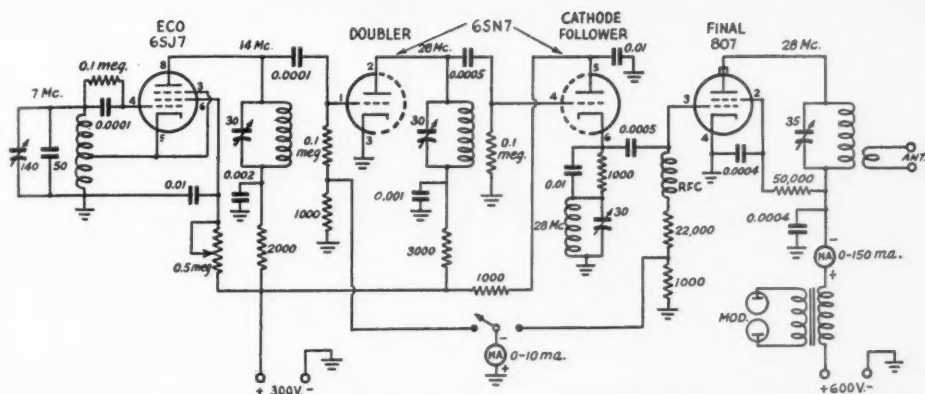 ECO
6SJ7
DOUBLER
6SN7
CATHODE
FOLLOWER
FINAL
807
0.1 meg.
7 Mc.
140
50
0.0001
4
8
3
6
5
0.01
0.5 meg
14 Mc.
0.0001
30
0.002
2000
0.1
meg
1000
1
2
3
28 Mc.
0.0005
30
0.001
3000
0.1
meg.
1000
4
5
6
0.01
0.0005
0.01
1000
28 Mc.
30
RFC
22,000
1000
3
2
4
0.0004
28 Mc.
35
ANT.
50,000
0.0004
-
MA
0-150 ma.
+
MOD.
-
MA
0-10 ma.
+
+ 300V. -
+600V.-